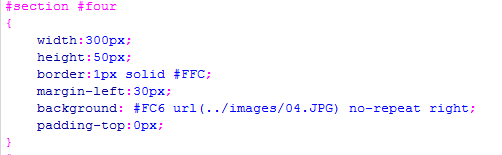 #section #four
{
width:300px;
height:50px;
border:1px solid #FFC;
margin-left:30px;
background: #FC6 url(../images/04.JPG) no-repeat right;
padding-top:0px;
}